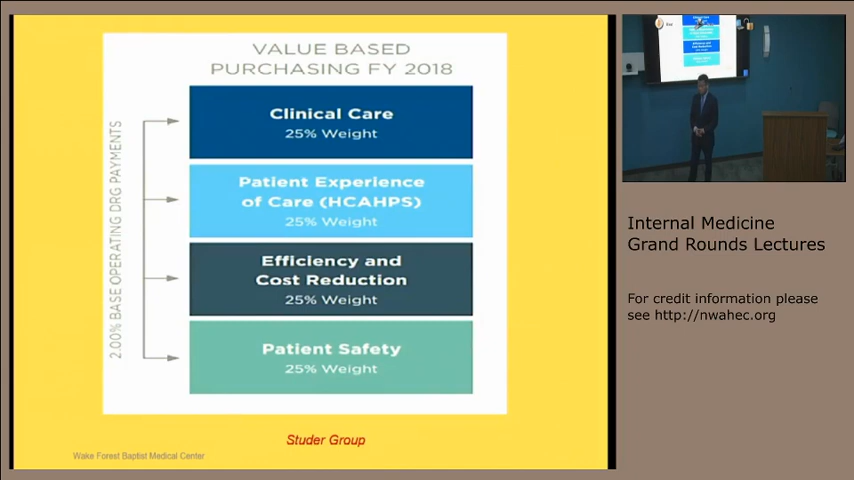 VALUE BASED
PURCHASING FY 2018
2.00% BASE OPERATING DRG PAYMENTS
Clinical Care
25% Weight
Patient Experience
of Care (HCAHPS)
25% Weight
Efficiency and
Cost Reduction
25% Weight
Patient Safety
25% Weight
Studer Group
Wake Forest Baptist Medical Center
Internal Medicine
Grand Rounds Lectures
For credit information please
see http://nwahec.org